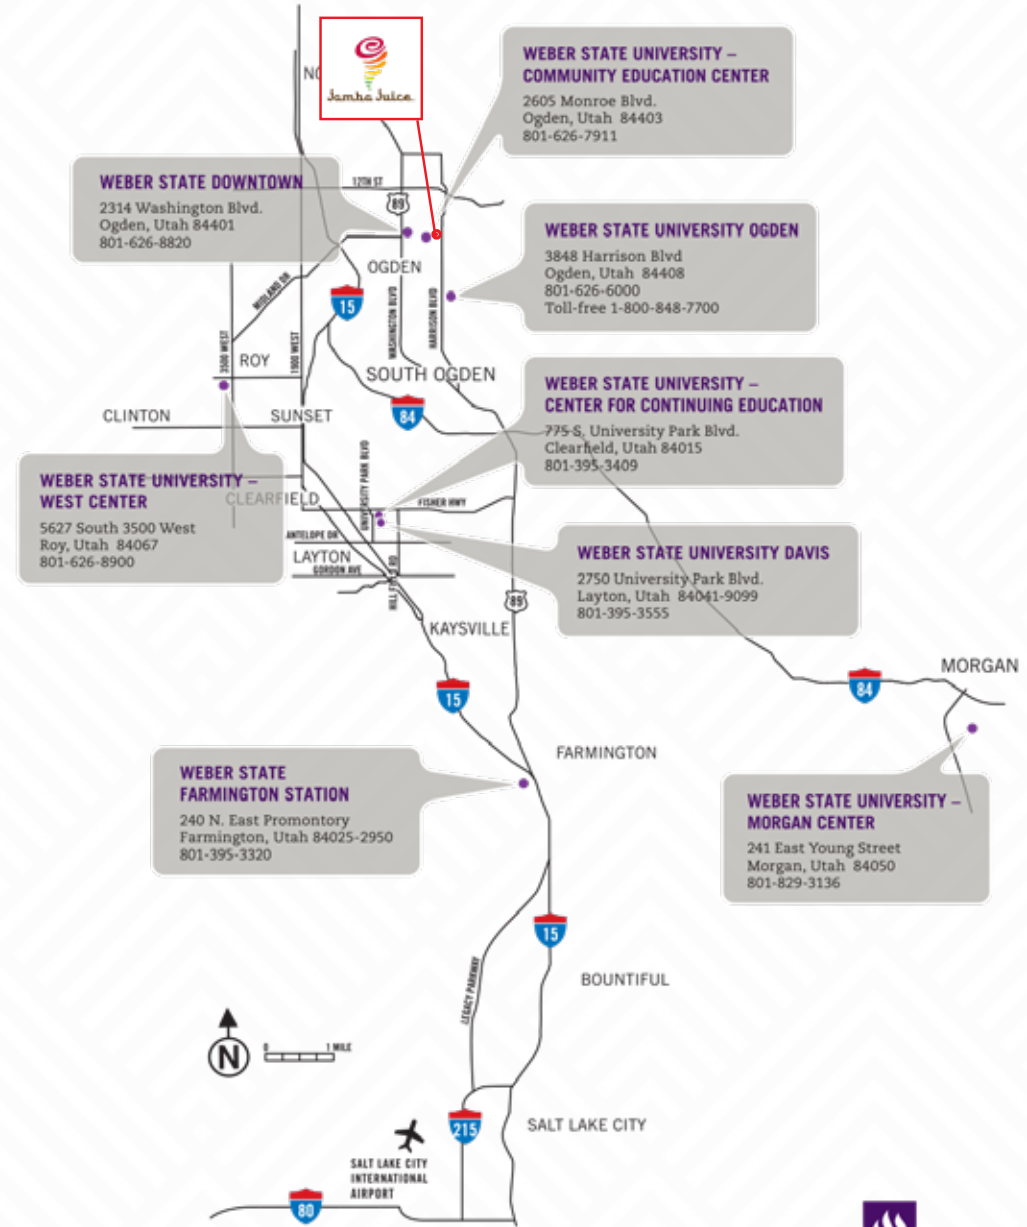 NO
Jamba Juice
WEBER STATE UNIVERSITY –
COMMUNITY EDUCATION CENTER
2605 Monroe Blvd.
Ogden, Utah 84403
801-626-7911
WEBER STATE DOWNTOWN
2314 Washington Blvd.
Ogden, Utah 84401
801-626-8820
12TH ST
89
WEBER STATE UNIVERSITY OGDEN
3848 Harrison Blvd
Ogden, Utah 84408
801-626-6000
Toll-free 1-800-848-7700
OGDEN
MIDLAND DR
15
WASHINGTON BLVD
HARRISON BLVD
3500 WEST
ROY
1900 WEST
SOUTH OGDEN
84
CLINTON
SUNSET
WEBER STATE UNIVERSITY –
CENTER FOR CONTINUING EDUCATION
775 S. University Park Blvd.
Clearfield, Utah 84015
801-395-3409
WEBER STATE UNIVERSITY –
WEST CENTER
5627 South 3500 West
Roy, Utah 84067
801-626-8900
CLEARFIELD
UNIVERSITY PARK BLVD
FISHER HWY
ANTELOPE DR
LAYTON
GORDON AVE
HILL FIELD RD
WEBER STATE UNIVERSITY DAVIS
2750 University Park Blvd.
Layton, Utah 84041-9099
801-395-3555
89
KAYSVILLE
15
84
MORGAN
FARMINGTON
WEBER STATE
FARMINGTON STATION
240 N. East Promontory
Farmington, Utah 84025-2950
801-395-3320
WEBER STATE UNIVERSITY –
MORGAN CENTER
241 East Young Street
Morgan, Utah 84050
801-829-3136
15
LEGACY PARKWAY
BOUNTIFUL
N
0 1 MILE
215
SALT LAKE CITY
SALT LAKE CITY
INTERNATIONAL
AIRPORT
80